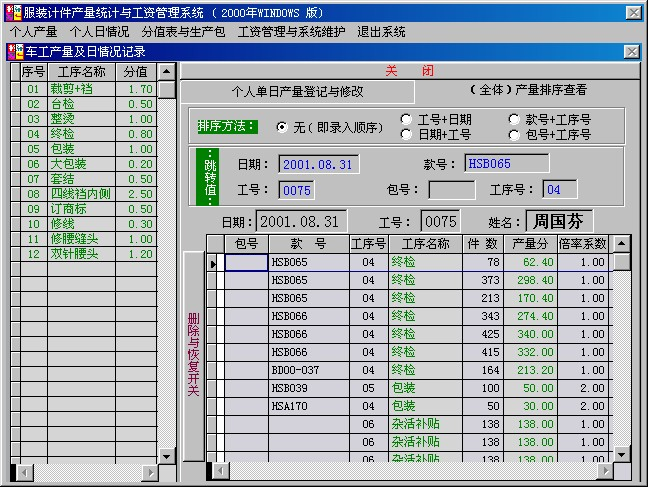 服装计件产量统计与工资管理系统 ( 2000年WINDOWS 版)
个人产量 个人日情况 分值表与生产包 工资管理与系统维护 退出系统
车工产量及日情况记录
序号 工序名称 分值
01 裁剪+裆 1.70
02 台检 0.50
03 整烫 1.00
04 终检 0.80
05 包装 1.00
06 大包装 0.20
07 套结 0.50
08 四线裆内侧 2.50
09 订商标 0.50
10 修线 0.30
11 修腰缝头 1.00
12 双针腰头 1.20
关 闭
个人单日产量登记与修改 (全体)产量排序查看
排序方法: 无(即录入顺序) 工号+日期 款号+工序号
日期+工号 包号+工序号
:跳转值:
日期: 2001.08.31 款号: HSB065
工号: 0075 包号: 工序号: 04
日期: 2001.08.31 工号: 0075 姓名: 周国芬
删除与恢复开关
包号 款 号 工序号 工序名称 件 数 产量分 倍率系数
HSB065 04 终检 78 62.40 1.00
HSB065 04 终检 373 298.40 1.00
HSB065 04 终检 213 170.40 1.00
HSB066 04 终检 343 274.40 1.00
HSB066 04 终检 425 340.00 1.00
HSB066 04 终检 415 332.00 1.00
BD00-037 04 终检 164 213.20 1.00
HSB039 05 包装 100 50.00 2.00
HSA170 04 包装 50 30.00 2.00
06 杂活补贴 138 138.00 1.00
06 杂活补贴 138 138.00 1.00
06 杂活补贴 138 138.00 1.00